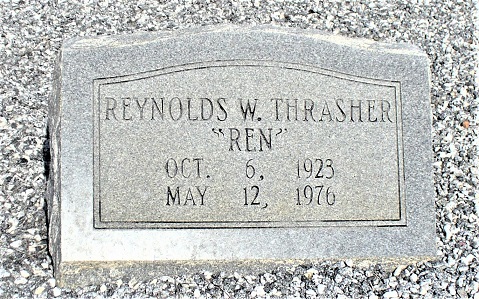 REYNOLDS W. THRASHER
"REN"
OCT. 6, 1923
MAY 12, 1976